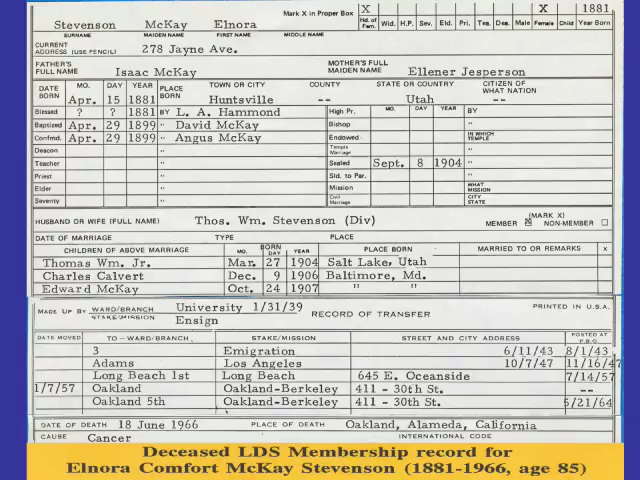 Mark X in Proper Box X X 1881
Stevenson McKay Elnora Hd. of Fam. Wid. H.P. Sev. Eld. Pri. Tea. Dea. Male Female Child Year Born
SURNAME MAIDEN NAME FIRST NAME MIDDLE NAME
CURRENT ADDRESS (USE PENCIL) 278 Jayne Ave.
FATHER'S FULL NAME Isaac McKay MOTHER'S FULL MAIDEN NAME Ellener Jesperson
DATE BORN MO. DAY YEAR PLACE BORN TOWN OR CITY COUNTY STATE OR COUNTRY CITIZEN OF WHAT NATION
Apr. 15 1881 Huntsville -- Utah --
Blessed ? ? 1881 BY L. A. Hammond High Pr. MO. DAY YEAR BY
Baptized Apr. 29 1899 " David McKay Bishop "
Confmd. Apr. 29 1899 " Angus McKay Endowed IN WHICH TEMPLE
Deacon " Temple Marriage "
Teacher " Sealed Sept. 8 1904 "
Priest " Sld. to Par. "
Elder " Mission WHAT MISSION
Seventy " Civil Marriage CITY STATE
HUSBAND OR WIFE (FULL NAME) Thos. Wm. Stevenson (Div) (MARK X) MEMBER ☒ NON-MEMBER ☐
DATE OF MARRIAGE TYPE PLACE
CHILDREN OF ABOVE MARRIAGE MO. BORN DAY YEAR PLACE BORN MARRIED TO OR REMARKS X
Thomas Wm. Jr. Mar. 27 1904 Salt Lake, Utah
Charles Calvert Dec. 9 1906 Baltimore, Md.
Edward McKay Oct. 24 1907 " "
MADE UP BY WARD/BRANCH University 1/31/39 RECORD OF TRANSFER PRINTED IN U.S.A.
STAKE/MISSION Ensign
DATE MOVED TO - WARD/BRANCH STAKE/MISSION STREET AND CITY ADDRESS POSTED AT P.B.O.
3 Emigration 6/11/43 8/1/43
Adams Los Angeles 10/7/47 11/16/47
Long Beach 1st Long Beach 645 E. Oceanside 7/14/57
1/7/57 Oakland Oakland-Berkeley 411 - 30th St. --
Oakland 5th Oakland-Berkeley 411 - 30th St. 5/21/64
DATE OF DEATH 18 June 1966 PLACE OF DEATH Oakland, Alameda, California
CAUSE Cancer INTERNATIONAL CODE
Deceased LDS Membership record for
Elnora Comfort McKay Stevenson (1881-1966, age 85)